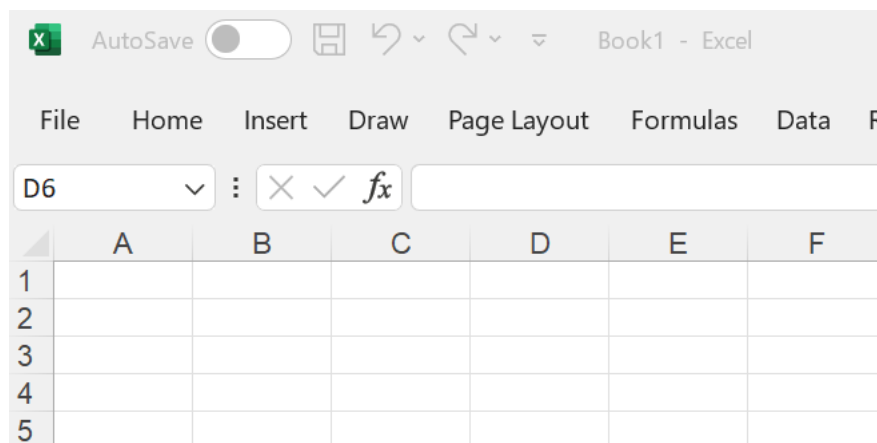 AutoSave Book1 - Excel
File Home Insert Draw Page Layout Formulas Data
D6 fx
A B C D E F
1
2
3
4
5